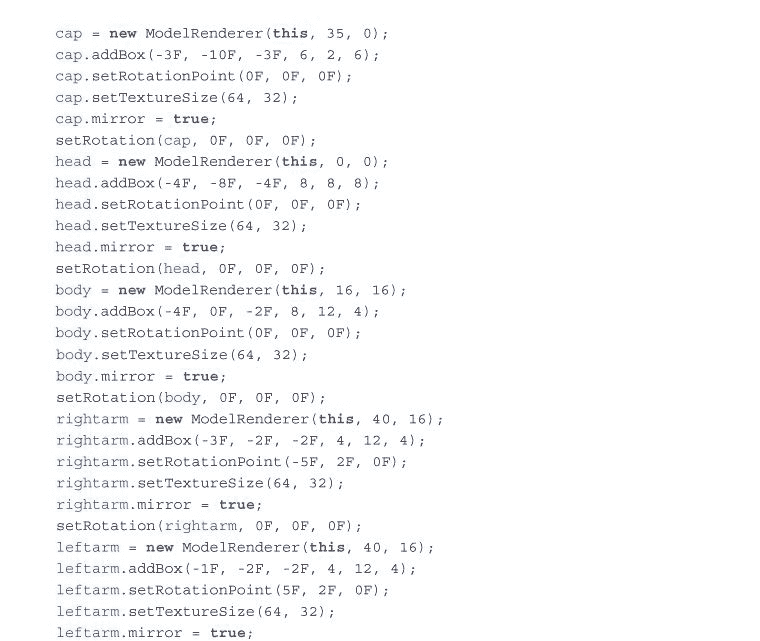 cap = new ModelRenderer(this, 35, 0);
cap.addBox(-3F, -10F, -3F, 6, 2, 6);
cap.setRotationPoint(0F, 0F, 0F);
cap.setTextureSize(64, 32);
cap.mirror = true;
setRotation(cap, 0F, 0F, 0F);
head = new ModelRenderer(this, 0, 0);
head.addBox(-4F, -8F, -4F, 8, 8, 8);
head.setRotationPoint(0F, 0F, 0F);
head.setTextureSize(64, 32);
head.mirror = true;
setRotation(head, 0F, 0F, 0F);
body = new ModelRenderer(this, 16, 16);
body.addBox(-4F, 0F, -2F, 8, 12, 4);
body.setRotationPoint(0F, 0F, 0F);
body.setTextureSize(64, 32);
body.mirror = true;
setRotation(body, 0F, 0F, 0F);
rightarm = new ModelRenderer(this, 40, 16);
rightarm.addBox(-3F, -2F, -2F, 4, 12, 4);
rightarm.setRotationPoint(-5F, 2F, 0F);
rightarm.setTextureSize(64, 32);
rightarm.mirror = true;
setRotation(rightarm, 0F, 0F, 0F);
leftarm = new ModelRenderer(this, 40, 16);
leftarm.addBox(-1F, -2F, -2F, 4, 12, 4);
leftarm.setRotationPoint(5F, 2F, 0F);
leftarm.setTextureSize(64, 32);
leftarm.mirror = true;